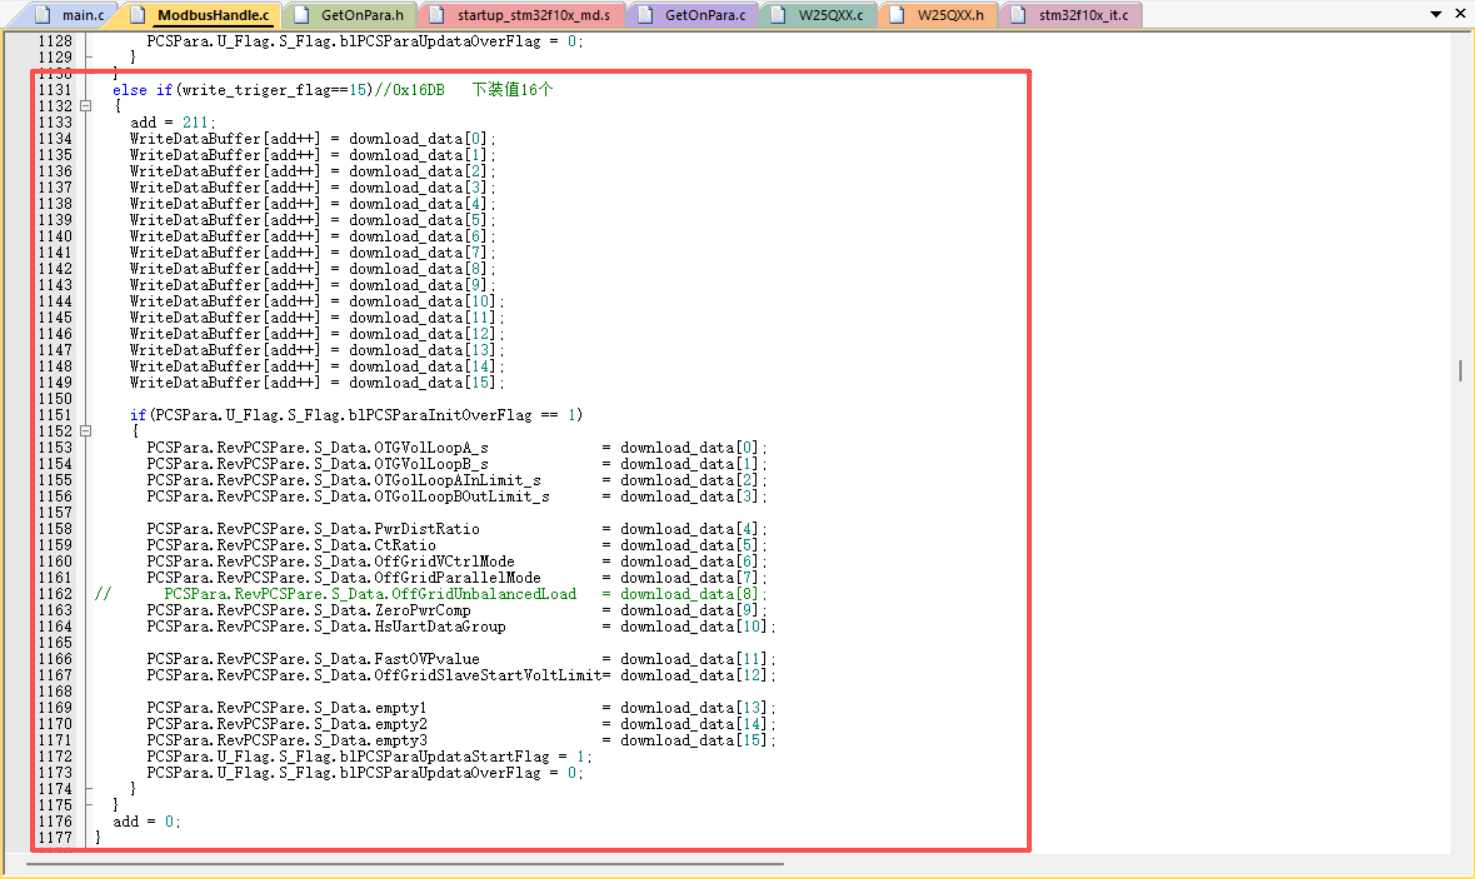 main.c ModbusHandle.c GetOnPara.h startup_stm32f10x_md.s GetOnPara.c W25QXX.c W25QXX.h stm32f10x_it.c
1128 PCSPara.U_Flag.S_Flag.blPCSParaUpdataOverFlag = 0;
1129 }
1130 }
1131 else if(write_triger_flag==15)//0x16DB 下装值16个
1132 {
1133 add = 211;
1134 WriteDataBuffer[add++] = download_data[0];
1135 WriteDataBuffer[add++] = download_data[1];
1136 WriteDataBuffer[add++] = download_data[2];
1137 WriteDataBuffer[add++] = download_data[3];
1138 WriteDataBuffer[add++] = download_data[4];
1139 WriteDataBuffer[add++] = download_data[5];
1140 WriteDataBuffer[add++] = download_data[6];
1141 WriteDataBuffer[add++] = download_data[7];
1142 WriteDataBuffer[add++] = download_data[8];
1143 WriteDataBuffer[add++] = download_data[9];
1144 WriteDataBuffer[add++] = download_data[10];
1145 WriteDataBuffer[add++] = download_data[11];
1146 WriteDataBuffer[add++] = download_data[12];
1147 WriteDataBuffer[add++] = download_data[13];
1148 WriteDataBuffer[add++] = download_data[14];
1149 WriteDataBuffer[add++] = download_data[15];
1150
1151 if(PCSPara.U_Flag.S_Flag.blPCSParaInitOverFlag == 1)
1152 {
1153 PCSPara.RevPCSPare.S_Data.OTGVolLoopA_s = download_data[0];
1154 PCSPara.RevPCSPare.S_Data.OTGVolLoopB_s = download_data[1];
1155 PCSPara.RevPCSPare.S_Data.OTGolLoopAInLimit_s = download_data[2];
1156 PCSPara.RevPCSPare.S_Data.OTGolLoopBOutLimit_s = download_data[3];
1157
1158 PCSPara.RevPCSPare.S_Data.PwrDistRatio = download_data[4];
1159 PCSPara.RevPCSPare.S_Data.CtRatio = download_data[5];
1160 PCSPara.RevPCSPare.S_Data.OffGridVCtrlMode = download_data[6];
1161 PCSPara.RevPCSPare.S_Data.OffGridParallelMode = download_data[7];
1162 // PCSPara.RevPCSPare.S_Data.OffGridUnbalancedLoad = download_data[8];
1163 PCSPara.RevPCSPare.S_Data.ZeroPwrComp = download_data[9];
1164 PCSPara.RevPCSPare.S_Data.HsUartDataGroup = download_data[10];
1165
1166 PCSPara.RevPCSPare.S_Data.FastOVPvalue = download_data[11];
1167 PCSPara.RevPCSPare.S_Data.OffGridSlaveStartVoltLimit= download_data[12];
1168
1169 PCSPara.RevPCSPare.S_Data.empty1 = download_data[13];
1170 PCSPara.RevPCSPare.S_Data.empty2 = download_data[14];
1171 PCSPara.RevPCSPare.S_Data.empty3 = download_data[15];
1172 PCSPara.U_Flag.S_Flag.blPCSParaUpdataStartFlag = 1;
1173 PCSPara.U_Flag.S_Flag.blPCSParaUpdataOverFlag = 0;
1174 }
1175 }
1176 add = 0;
1177 }